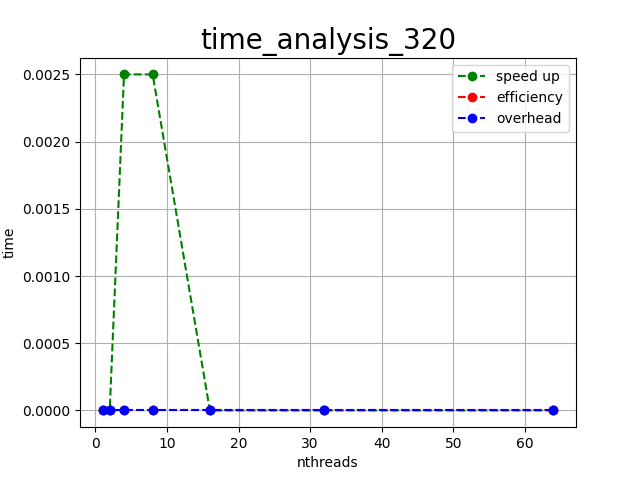 time_analysis_320
speed up
efficiency
overhead
time
0.0025
0.0020
0.0015
0.0010
0.0005
0.0000
0 10 20 30 40 50 60
nthreads